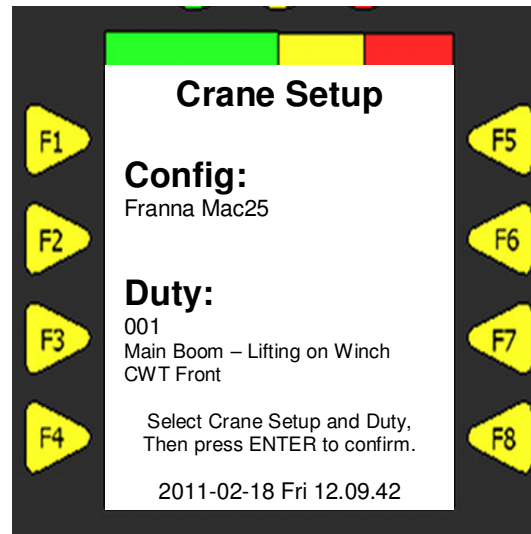 Crane Setup
F1
F5
Config:
Franna Mac25
F2
F6
Duty:
001
F3
F7
Main Boom – Lifting on Winch
CWT Front
Select Crane Setup and Duty,
F4
F8
Then press ENTER to confirm.
2011-02-18 Fri 12.09.42